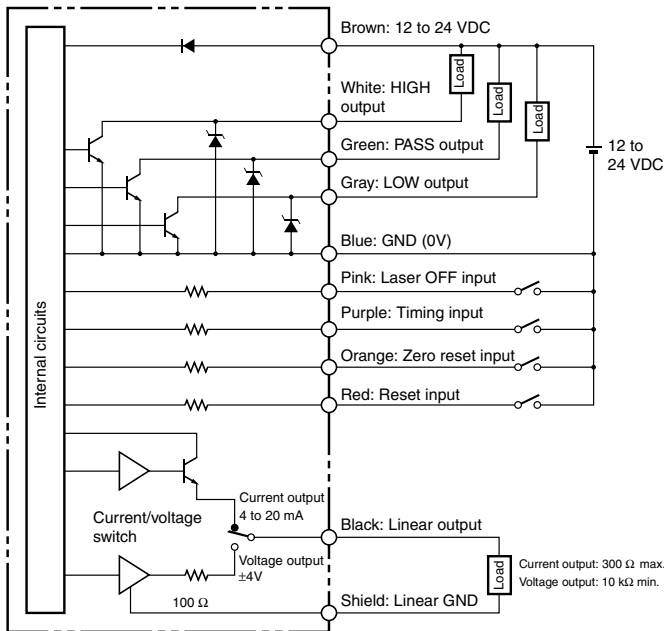 Brown: 12 to 24 VDC
White: HIGH
output
Load
Load
Load
Green: PASS output
12 to
24 VDC
Gray: LOW output
Blue: GND (0V)
Pink: Laser OFF input
Purple: Timing input
Orange: Zero reset input
Red: Reset input
Internal circuits
Current/voltage
switch
Current output
4 to 20 mA
Voltage output
±4V
100 Ω
Black: Linear output
Load
Current output: 300 Ω max.
Voltage output: 10 kΩ min.
Shield: Linear GND